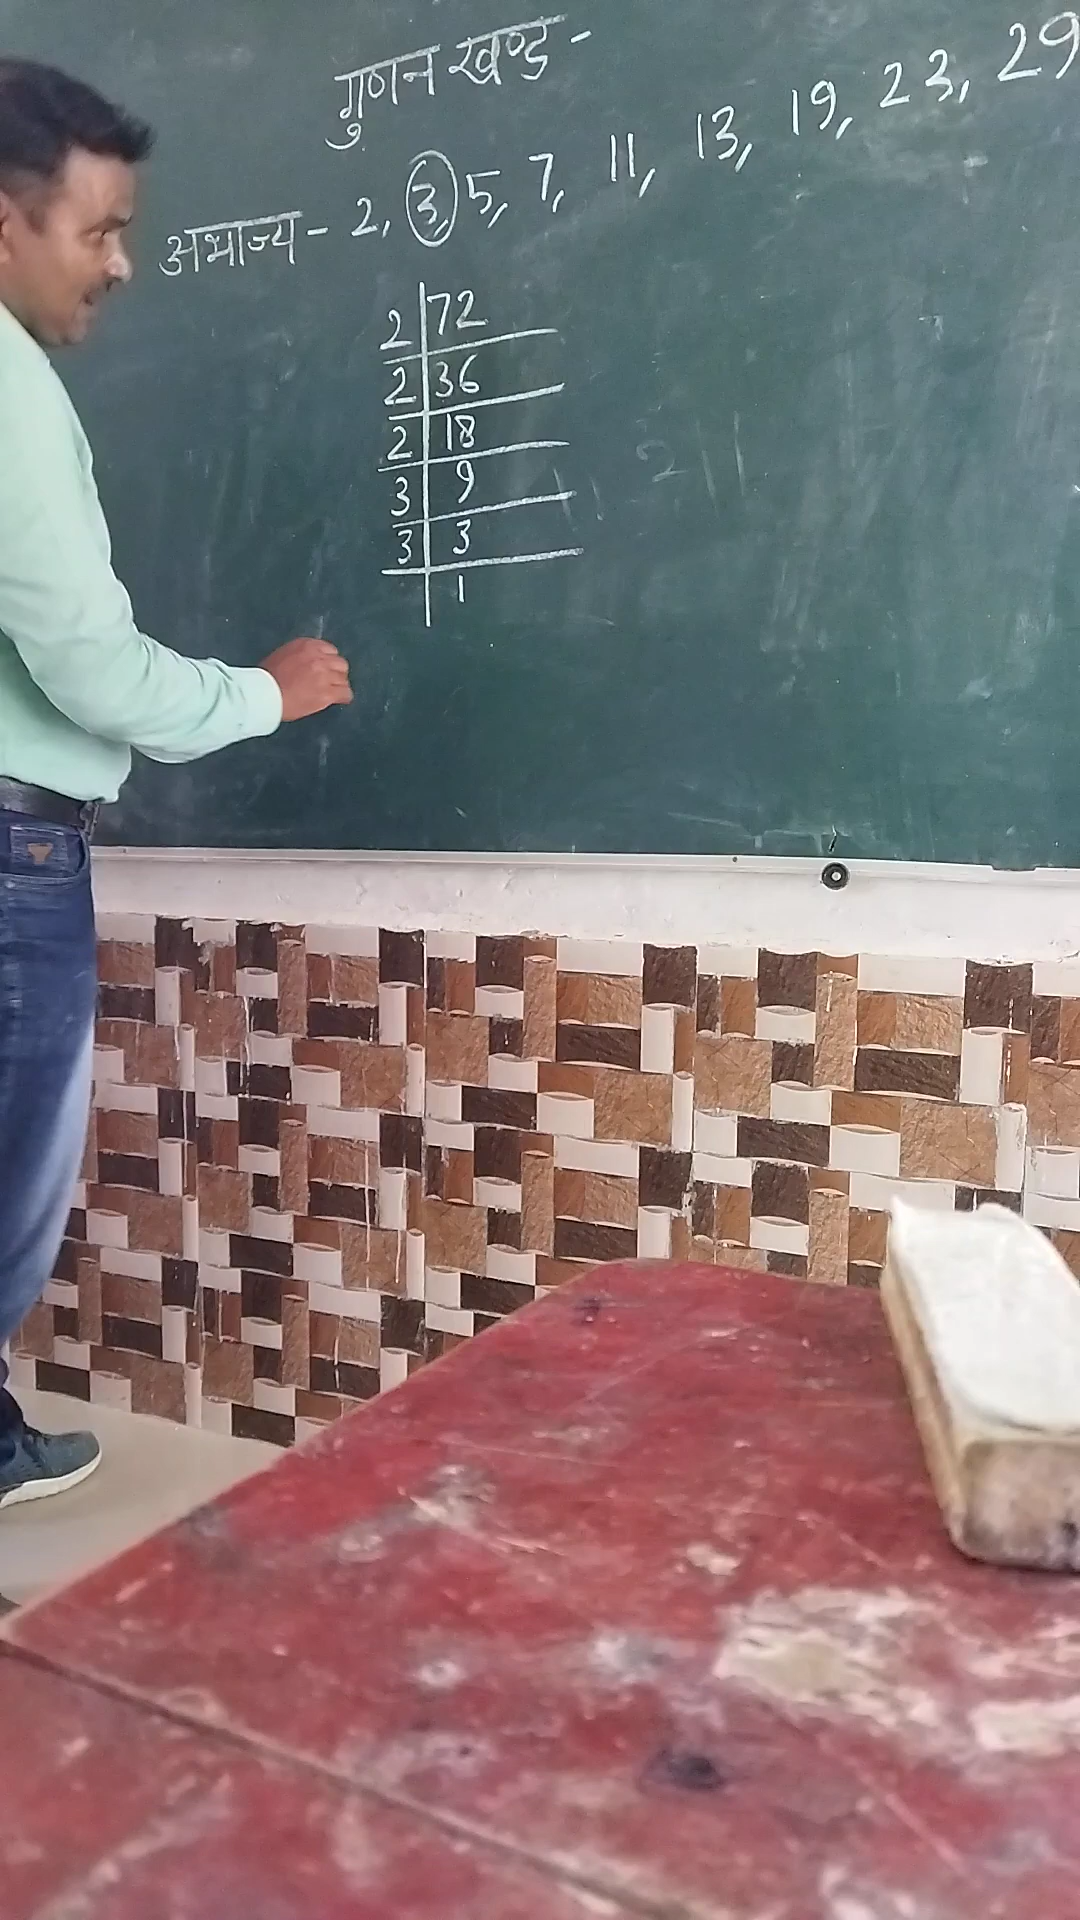 गुणनखण्ड -
अभाज्य - 2, 3, 5, 7, 11, 13, 19, 23, 29
2 | 72
2 | 36
2 | 18
3 | 9
3 | 3
| 1